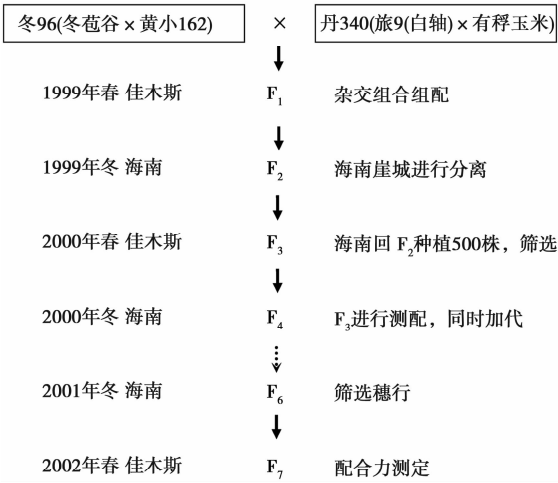 冬96(冬苞谷×黄小162) × 丹340(旅9(白轴)×有稃玉米)
1999年春 佳木斯 F1 杂交组合组配
1999年冬 海南 F2 海南崖城进行分离
2000年春 佳木斯 F3 海南回 F2种植500株，筛选
2000年冬 海南 F4 F3进行测配，同时加代
2001年冬 海南 F6 筛选穗行
2002年春 佳木斯 F7 配合力测定